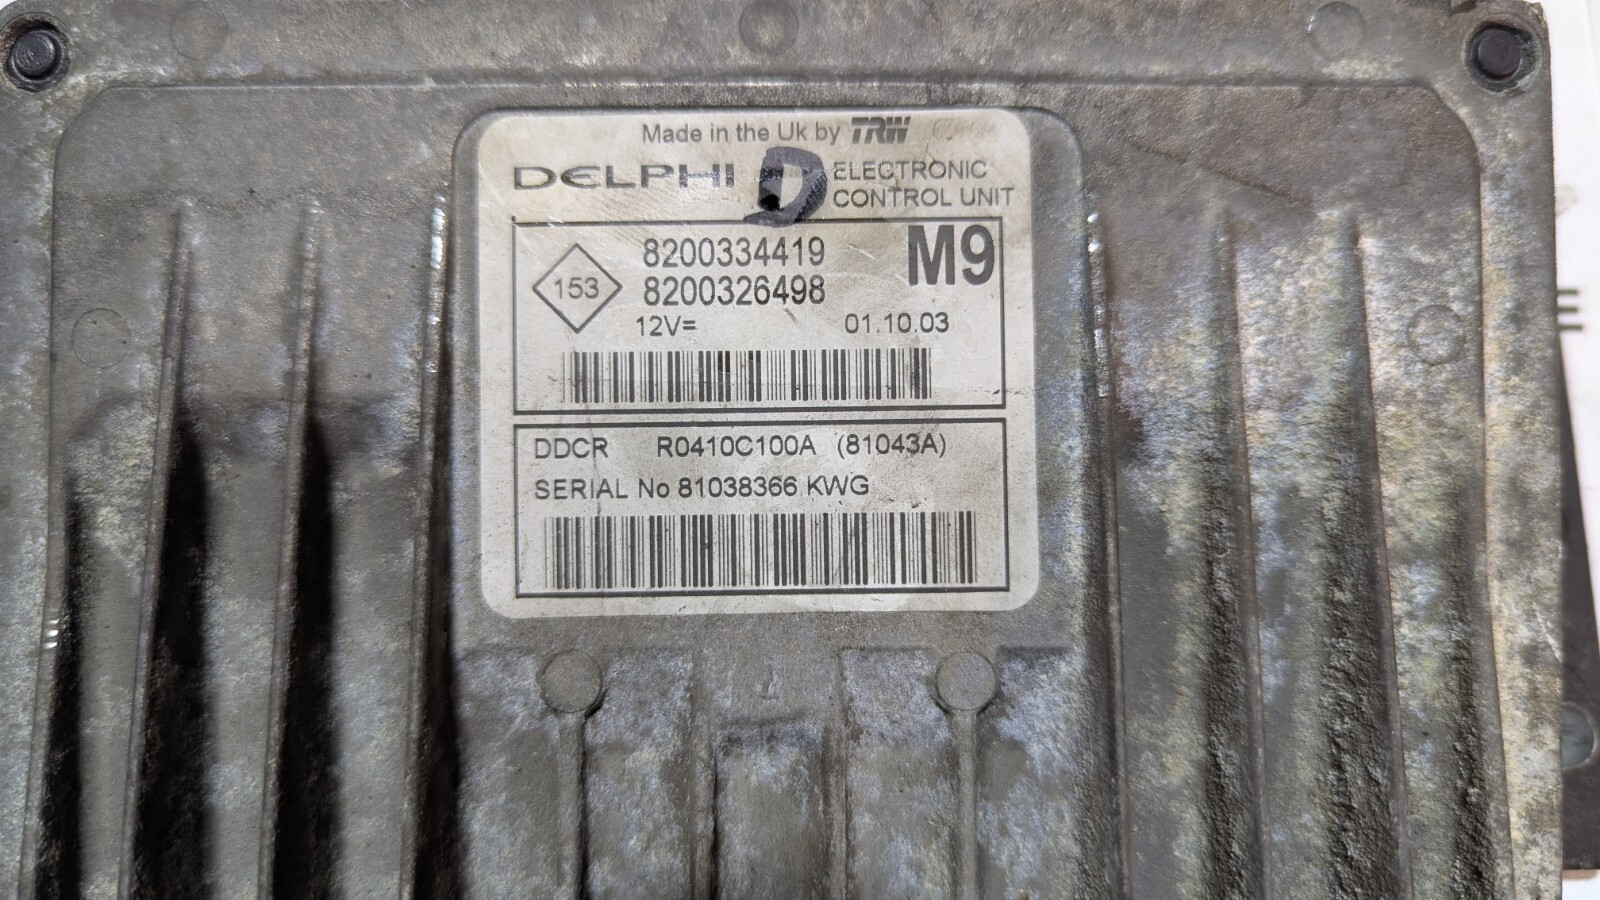 Made in the Uk by TRW
DELPHI D ELECTRONIC
CONTROL UNIT
153
8200334419
M9
8200326498
12V=
01.10.03
DDCR R0410C100A (81043A)
SERIAL No 81038366 KWG